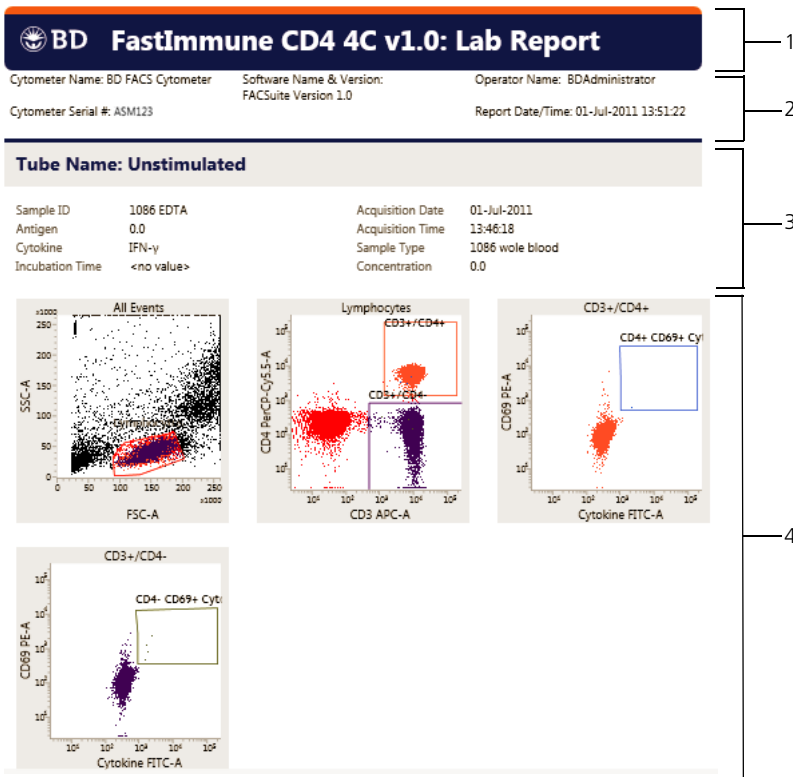 BD FastImmune CD4 4C v1.0: Lab Report
1
Cytometer Name: BD FACS Cytometer
Software Name & Version:
FACSuite Version 1.0
Operator Name: BDAdministrator
Cytometer Serial #: ASM123
Report Date/Time: 01-Jul-2011 13:51:22
2
Tube Name: Unstimulated
Sample ID 1086 EDTA
Acquisition Date 01-Jul-2011
Antigen 0.0
Acquisition Time 13:46:18
Cytokine IFN-γ
Sample Type 1086 wole blood
Incubation Time <no value>
Concentration 0.0
3
All Events
x1000
250
200
150
100
50
0
SSC-A
Lymphocy
0 50 100 150 200 250
x1000
FSC-A
Lymphocytes
CD3+/CD4+
CD3+/CD4-
CD4 PerCP-Cy5.5-A
CD3 APC-A
CD3+/CD4+
CD4+ CD69+ Cyt
CD69 PE-A
Cytokine FITC-A
4
CD3+/CD4-
CD4- CD69+ Cyto
CD69 PE-A
Cytokine FITC-A